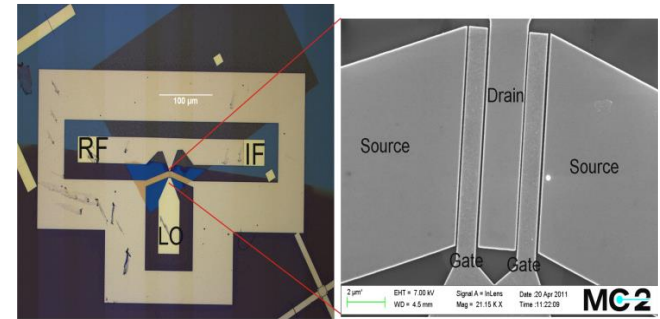 100 µm
RF
IF
LO
Drain
Source
Source
Gate
Gate
2 µm
EHT = 7.00 kV
Signal A = InLens
Date :20 Apr 2011
WD = 4.5 mm
Mag = 21.15 K X
Time :11:22:09
MC2